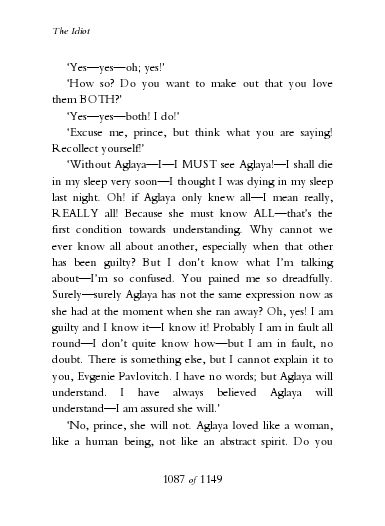 The Idiot
'Yes—yes—oh; yes!'
'How so? Do you want to make out that you love
them BOTH?'
'Yes—yes—both! I do!'
'Excuse me, prince, but think what you are saying!
Recollect yourself!'
'Without Aglaya—I—I MUST see Aglaya!—I shall die
in my sleep very soon—I thought I was dying in my sleep
last night. Oh! if Aglaya only knew all—I mean really,
REALLY all! Because she must know ALL—that's the
first condition towards understanding. Why cannot we
ever know all about another, especially when that other
has been guilty? But I don't know what I'm talking
about—I'm so confused. You pained me so dreadfully.
Surely—surely Aglaya has not the same expression now as
she had at the moment when she ran away? Oh, yes! I am
guilty and I know it—I know it! Probably I am in fault all
round—I don't quite know how—but I am in fault, no
doubt. There is something else, but I cannot explain it to
you, Evgenie Pavlovitch. I have no words; but Aglaya will
understand. I have always believed Aglaya will
understand—I am assured she will.'
'No, prince, she will not. Aglaya loved like a woman,
like a human being, not like an abstract spirit. Do you
1087 of 1149